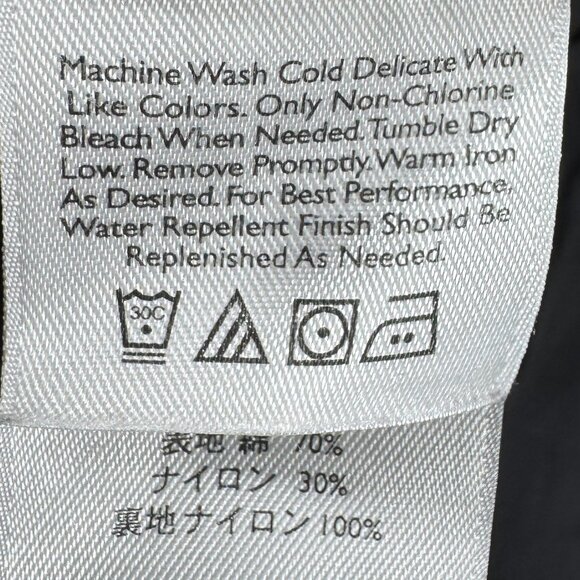 Machine Wash Cold Delicate With
Like Colors. Only Non-Chlorine
Bleach When Needed. Tumble Dry
Low. Remove Promptly. Warm Iron
As Desired. For Best Performance,
Water Repellent Finish Should Be
Replenished As Needed.
30C
表地 綿 70%
ナイロン 30%
裏地ナイロン100%